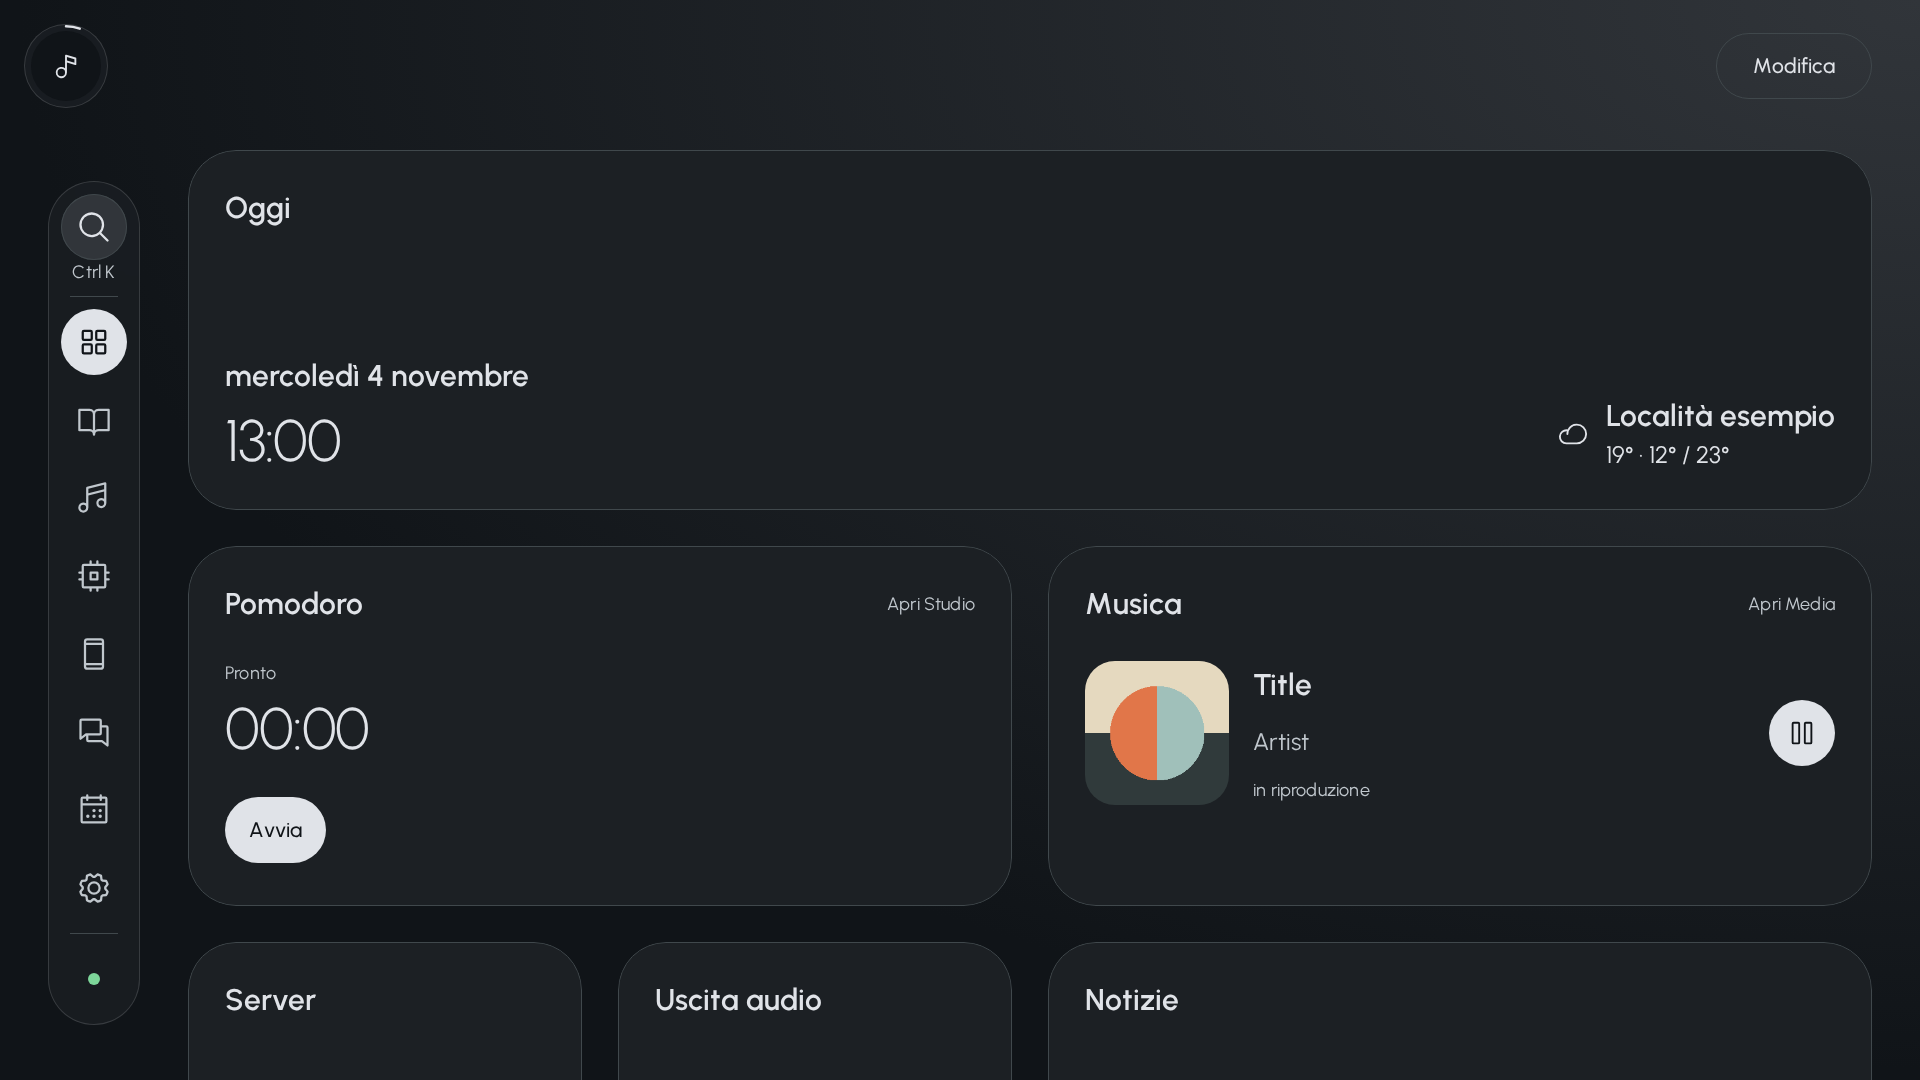 Modifica
Oggi
Ctrl K
mercoledì 4 novembre
13:00
Località esempio
19° · 12° / 23°
Pomodoro
Apri Studio
Pronto
00:00
Avvia
Musica
Apri Media
Title
Artist
in riproduzione
Server
Uscita audio
Notizie